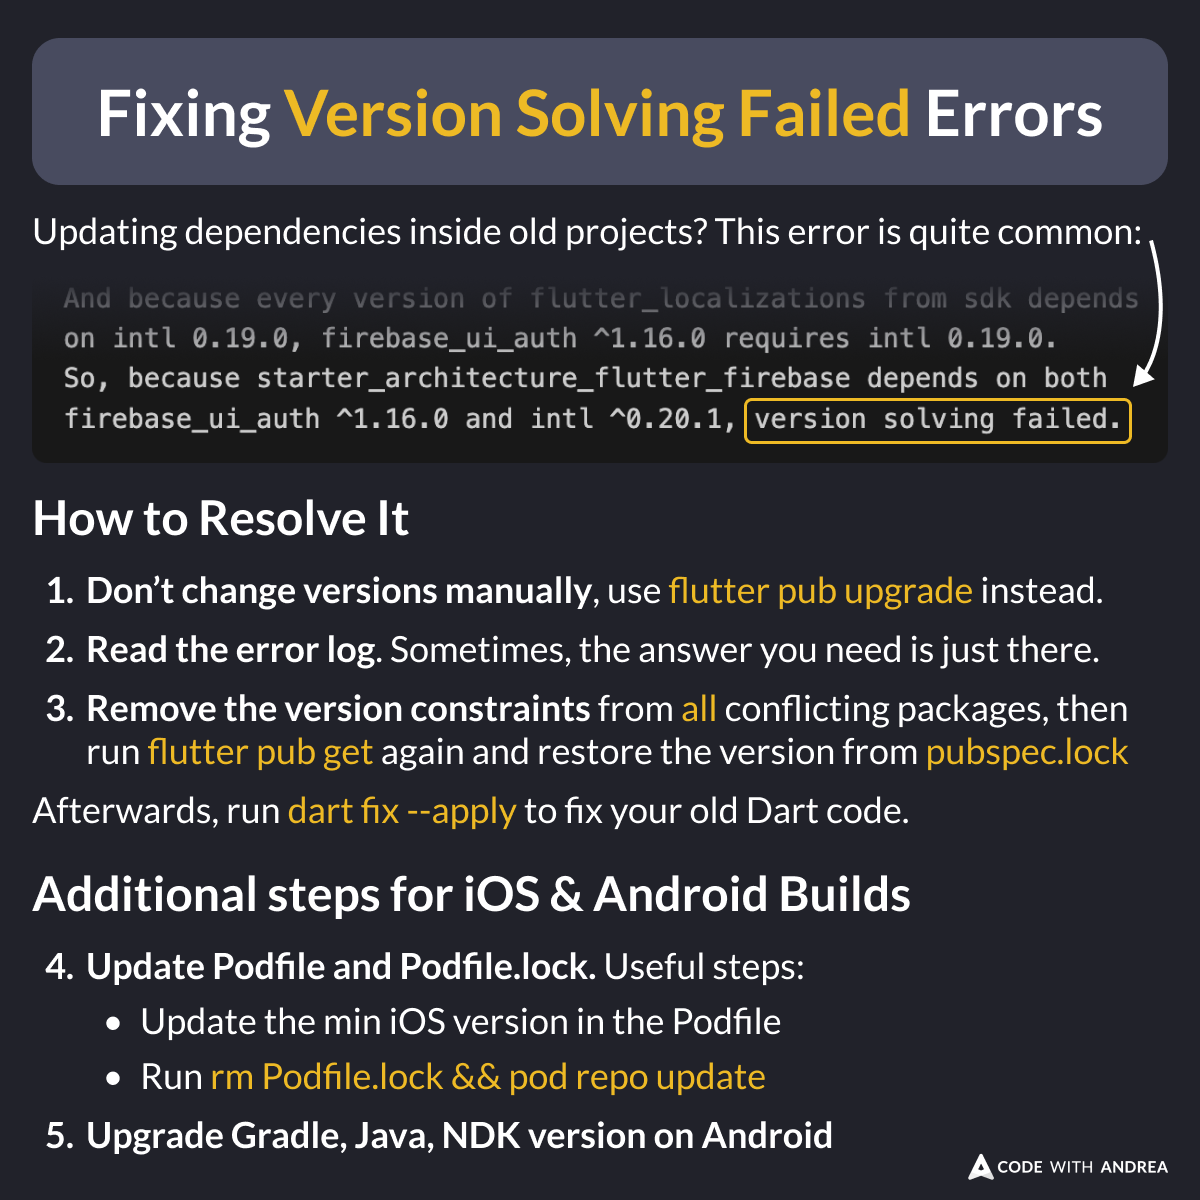 Fixing Version Solving Failed Errors
Updating dependencies inside old projects? This error is quite common:
And because every version of flutter_localizations from sdk depends
on intl 0.19.0, firebase_ui_auth ^1.16.0 requires intl 0.19.0.
So, because starter_architecture_flutter_firebase depends on both
firebase_ui_auth ^1.16.0 and intl ^0.20.1, version solving failed.
How to Resolve It
1. Don’t change versions manually, use flutter pub upgrade instead.
2. Read the error log. Sometimes, the answer you need is just there.
3. Remove the version constraints from all conflicting packages, then
run flutter pub get again and restore the version from pubspec.lock
Afterwards, run dart fix --apply to fix your old Dart code.
Additional steps for iOS & Android Builds
4. Update Podfile and Podfile.lock. Useful steps:
• Update the min iOS version in the Podfile
• Run rm Podfile.lock && pod repo update
5. Upgrade Gradle, Java, NDK version on Android
CODE WITH ANDREA